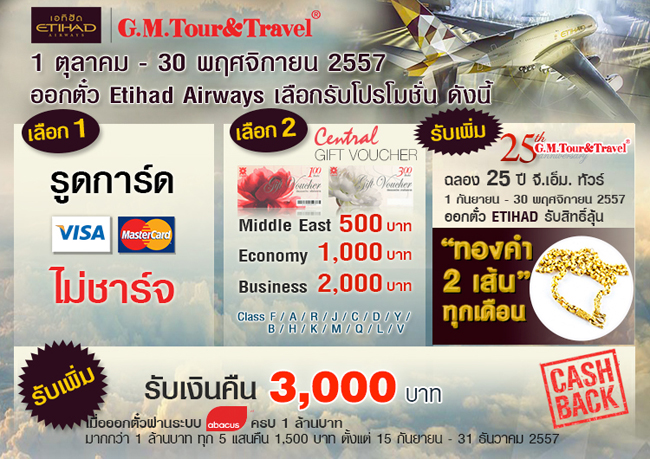 เอทิฮัด
ETIHAD
AIRWAYS
G.M.Tour&Travel®
1 ตุลาคม - 30 พฤศจิกายน 2557
ออกตั๋ว Etihad Airways เลือกรับโปรโมชั่น ดังนี้
เลือก 1
รูดการ์ด
VISA
MasterCard
ไม่ชาร์จ
เลือก 2
Central
GIFT VOUCHER
Gift Voucher
Gift Voucher
Middle East 500 บาท
Economy 1,000 บาท
Business 2,000 บาท
Class F / A / R / J / C / D / Y /
B / H / K / M / Q / L / V
รับเพิ่ม
25th
G.M.Tour&Travel®
anniversary
ฉลอง 25 ปี จี.เอ็ม. ทัวร์
1 กันยายน - 30 พฤศจิกายน 2557
ออกตั๋ว ETIHAD รับสิทธิ์ลุ้น
“ทองคำ
2 เส้น”
ทุกเดือน
รับเพิ่ม
รับเงินคืน 3,000 บาท
CASH
BACK
เมื่อออกตั๋วผ่านระบบ abacus ครบ 1 ล้านบาท
มากกว่า 1 ล้านบาท ทุก 5 แสนคืน 1,500 บาท ตั้งแต่ 15 กันยายน - 31 ธันวาคม 2557